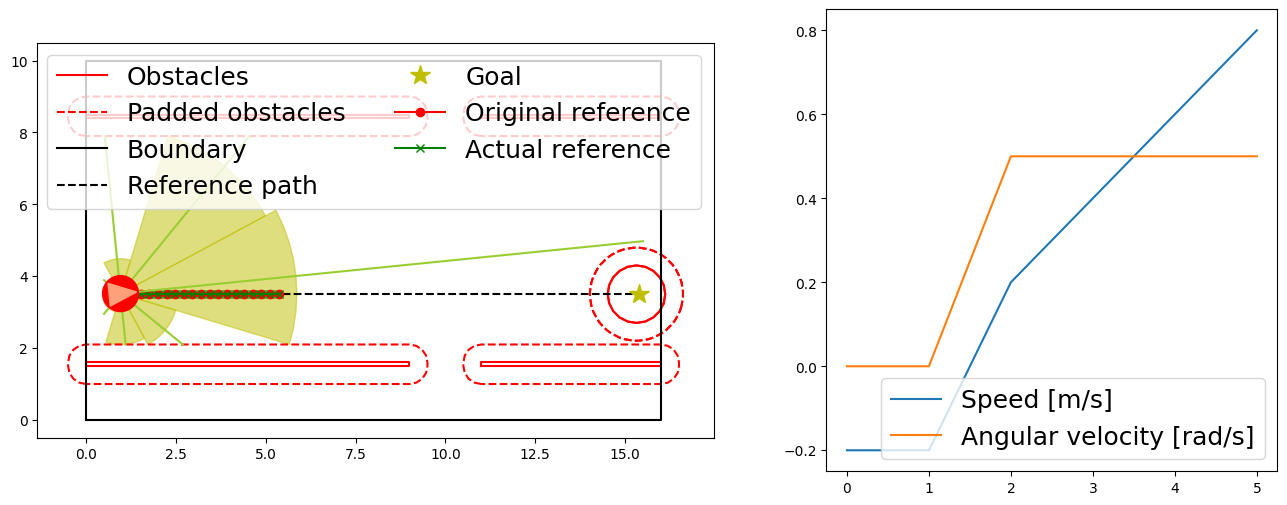 Obstacles
Padded obstacles
Boundary
Reference path
Goal
Original reference
Actual reference
10
8
6
4
2
0
0.0 2.5 5.0 7.5 10.0 12.5 15.0
0.8
0.6
0.4
0.2
0.0
−0.2
Speed [m/s]
Angular velocity [rad/s]
0 1 2 3 4 5